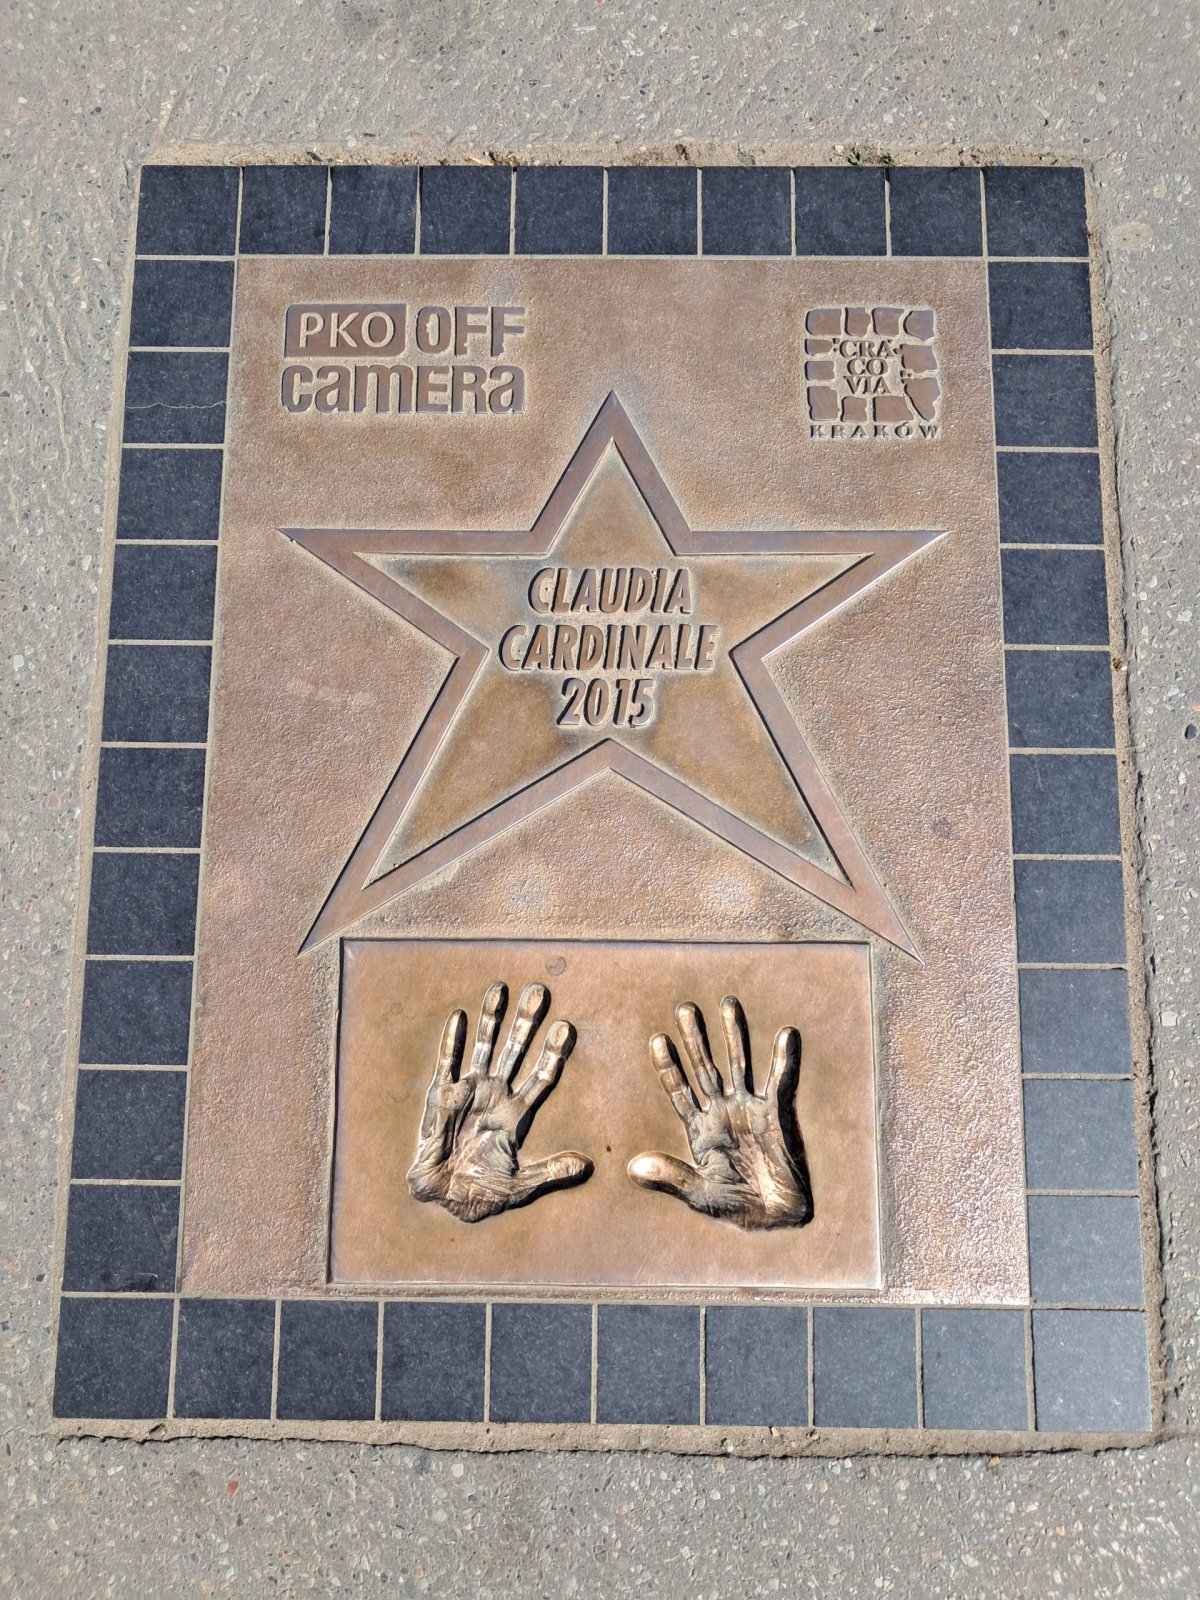 PKO OFF
CAMERA
CRA
CO
VIA
KRAKÓW
CLAUDIA
CARDINALE
2015